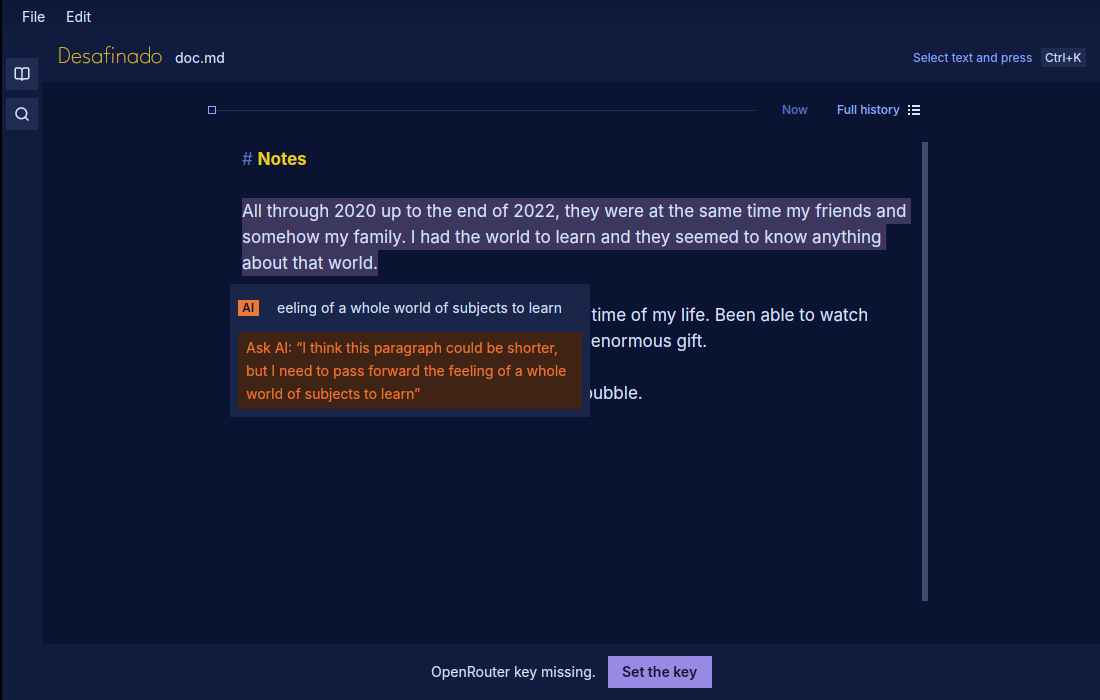 File Edit
Desafinado doc.md Select text and press Ctrl+K
Now Full history
# Notes
All through 2020 up to the end of 2022, they were at the same time my friends and
somehow my family. I had the world to learn and they seemed to know anything
about that world.
AI eeling of a whole world of subjects to learn
time of my life. Been able to watch
Ask AI: “I think this paragraph could be shorter,
enormous gift.
but I need to pass forward the feeling of a whole
world of subjects to learn”
bubble.
OpenRouter key missing. Set the key